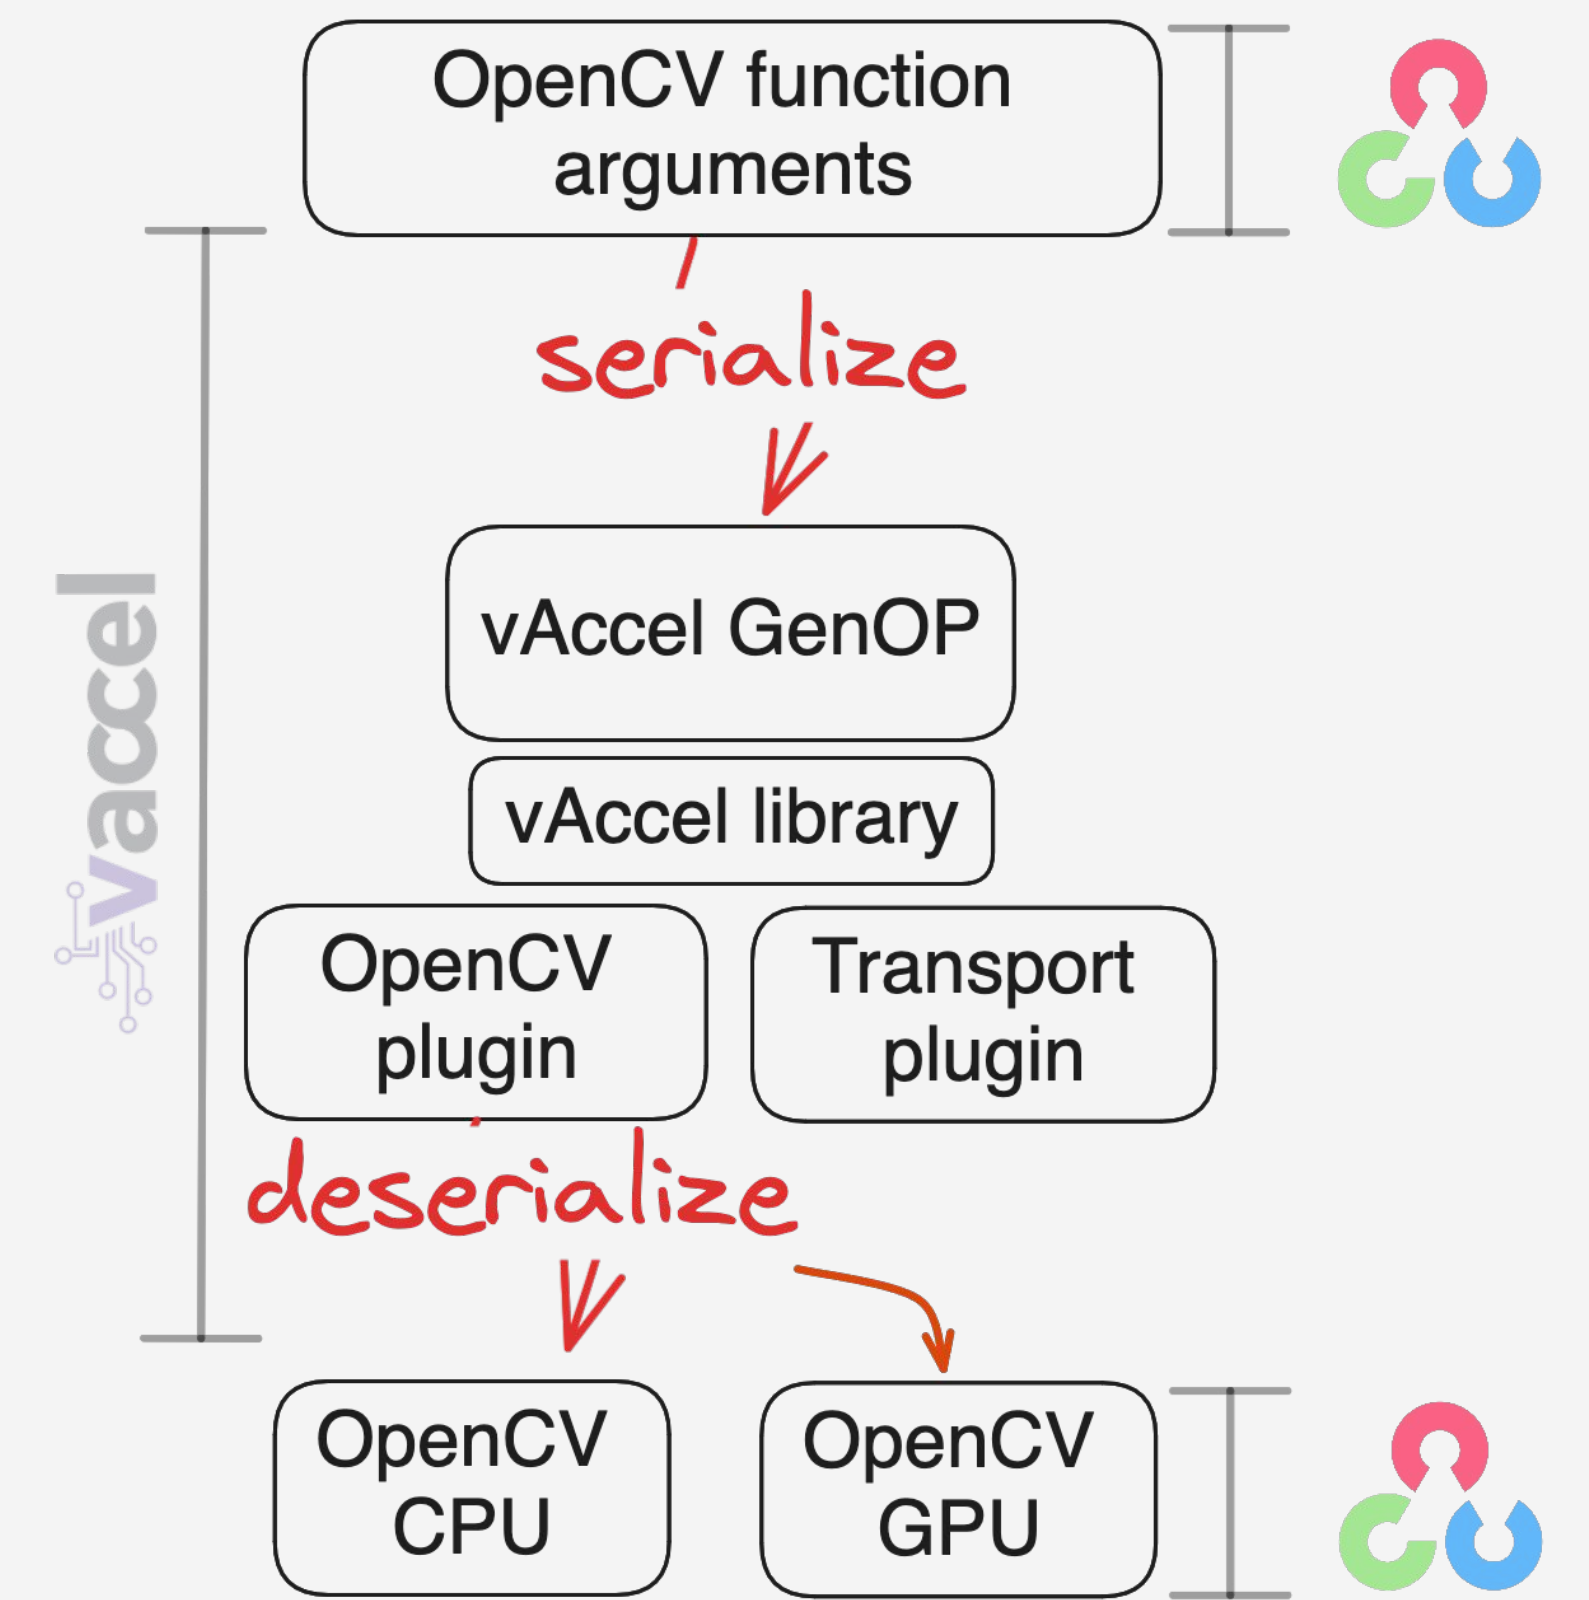 OpenCV function
arguments
serialize
vAccel GenOP
vaccel
vAccel library
OpenCV
plugin
Transport
plugin
deserialize
OpenCV
CPU
OpenCV
GPU